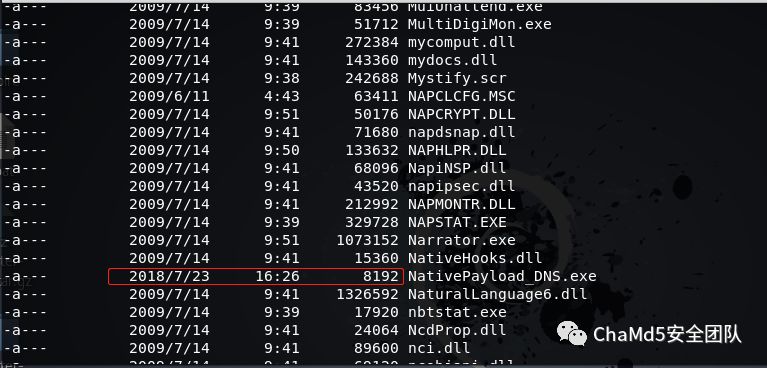 -a--- 2009/7/14 9:39 83456 MuiUnattend.exe
-a--- 2009/7/14 9:39 51712 MultiDigiMon.exe
-a--- 2009/7/14 9:41 272384 mycomput.dll
-a--- 2009/7/14 9:41 143360 mydocs.dll
-a--- 2009/7/14 9:38 242688 Mystify.scr
-a--- 2009/6/11 4:43 63411 NAPCLCFG.MSC
-a--- 2009/7/14 9:51 50176 NAPCRYPT.DLL
-a--- 2009/7/14 9:41 71680 napdsnap.dll
-a--- 2009/7/14 9:50 133632 NAPHLPR.DLL
-a--- 2009/7/14 9:41 68096 NapiNSP.dll
-a--- 2009/7/14 9:41 43520 napipsec.dll
-a--- 2009/7/14 9:41 212992 NAPMONTR.DLL
-a--- 2009/7/14 9:39 329728 NAPSTAT.EXE
-a--- 2009/7/14 9:51 1073152 Narrator.exe
-a--- 2009/7/14 9:41 15360 NativeHooks.dll
-a--- 2018/7/23 16:26 8192 NativePayload_DNS.exe
-a--- 2009/7/14 9:41 1326592 NaturalLanguage6.dll
-a--- 2009/7/14 9:39 17920 nbtstat.exe
-a--- 2009/7/14 9:41 24064 NcdProp.dll
-a--- 2009/7/14 9:41 89600 nci.dll
ChaMd5安全团队